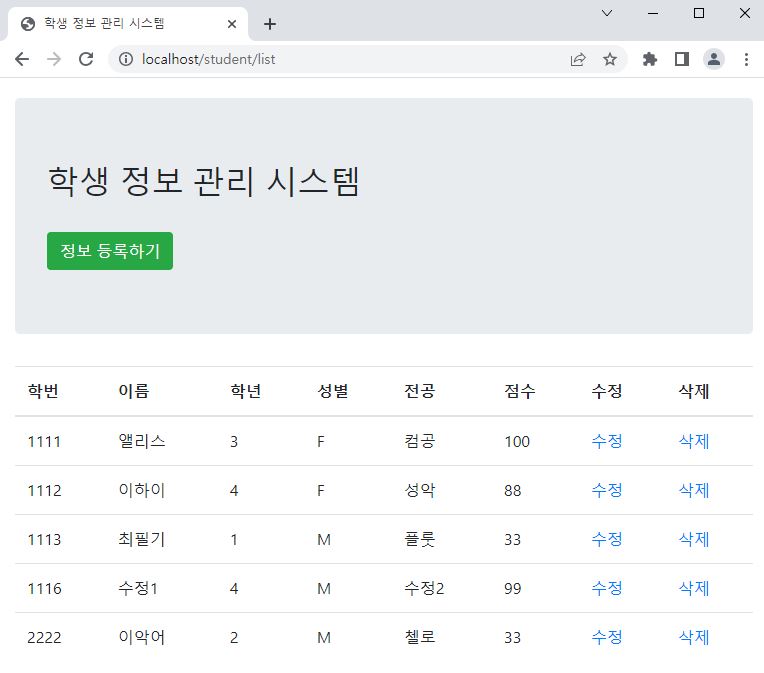 학생 정보 관리 시스템
localhost/student/list
학생 정보 관리 시스템
정보 등록하기
학번 이름 학년 성별 전공 점수 수정 삭제
1111 앨리스 3 F 컴공 100 수정 삭제
1112 이하이 4 F 성악 88 수정 삭제
1113 최필기 1 M 플룻 33 수정 삭제
1116 수정1 4 M 수정2 99 수정 삭제
2222 이악어 2 M 첼로 33 수정 삭제